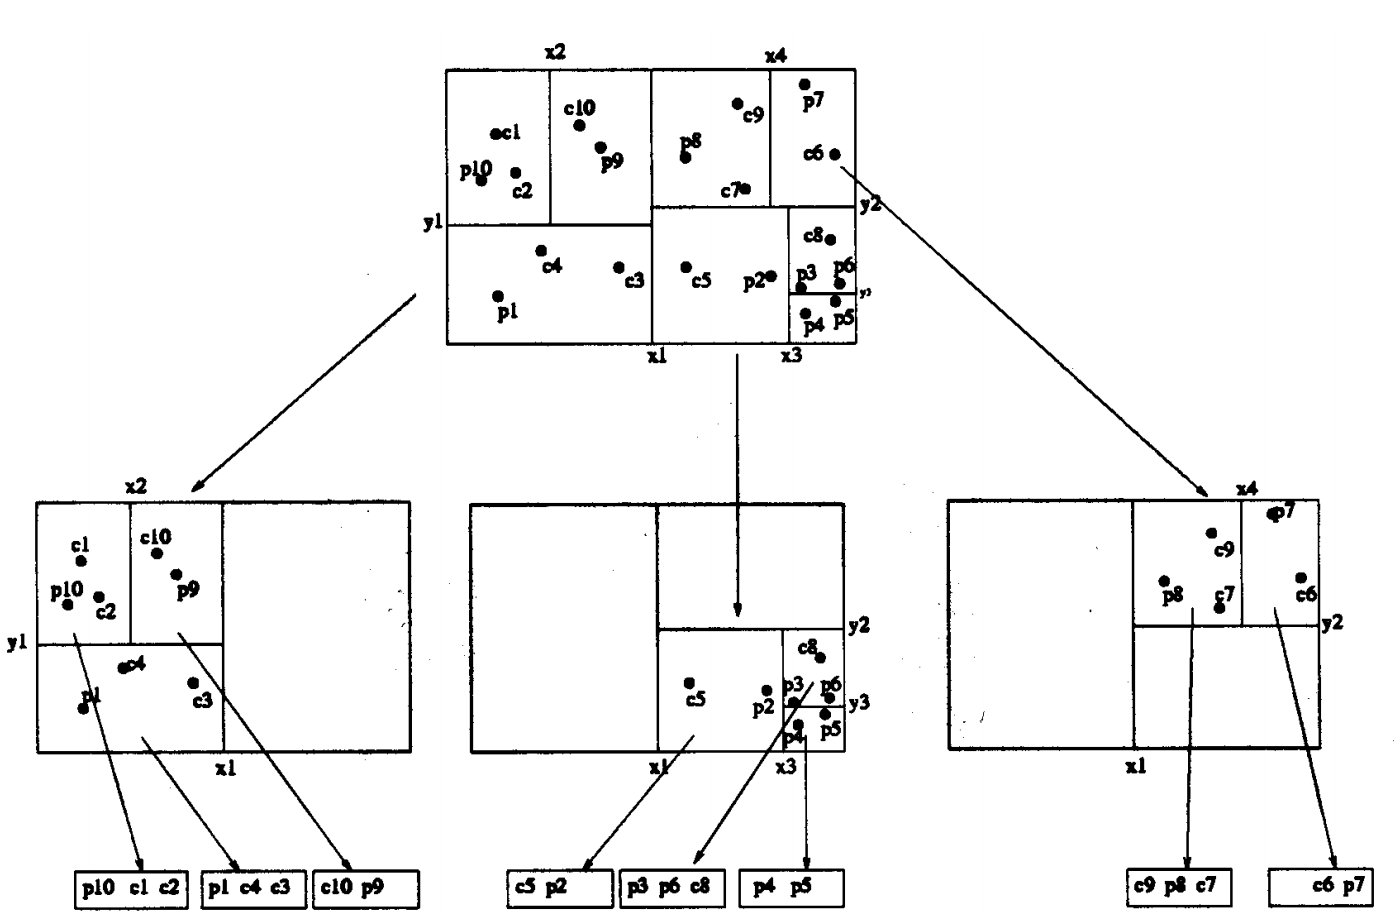 x2 x4
p7
c10 c9
c1
p8 c6
p10 p9
c2 c7
y1 y2
c8
c4 c3 c5 p2 p3 p6
y3
p1 p4 p5
x1 x3
x2 x4
p7
c1 c10 c9
p10 p9 p8 c7 c6
c2
y1 y2 y2
c4 c8
p1 c3 c5 p2 p3 p6 y3
p4 p5
x1 x1 x3 x1
p10 c1 c2 p1 c4 c3 c10 p9 c5 p2 p3 p6 c8 p4 p5 c9 p8 c7 c6 p7